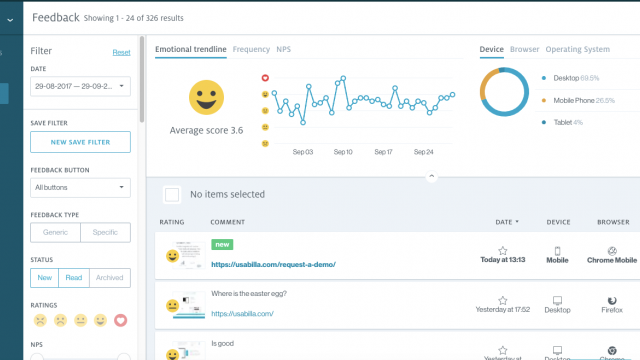 Feedback Showing 1 - 24 of 326 results
Filter Reset
DATE
29-08-2017 — 29-09-2...
SAVE FILTER
NEW SAVE FILTER
FEEDBACK BUTTON
All buttons
FEEDBACK TYPE
Generic Specific
STATUS
New Read Archived
RATINGS
NPS
Emotional trendline Frequency NPS
Average score 3.6
Sep 03 Sep 10 Sep 17 Sep 24
Device Browser Operating System
Desktop 69.5%
Mobile Phone 26.5%
Tablet 4%
No items selected
RATING COMMENT DATE DEVICE BROWSER
new
https://usabilla.com/request-a-demo/
Today at 13:13 Mobile Chrome Mobile
Where is the easter egg?
https://usabilla.com/
Yesterday at 17:52 Desktop Firefox
Is good
Yesterday at Desktop Chrome